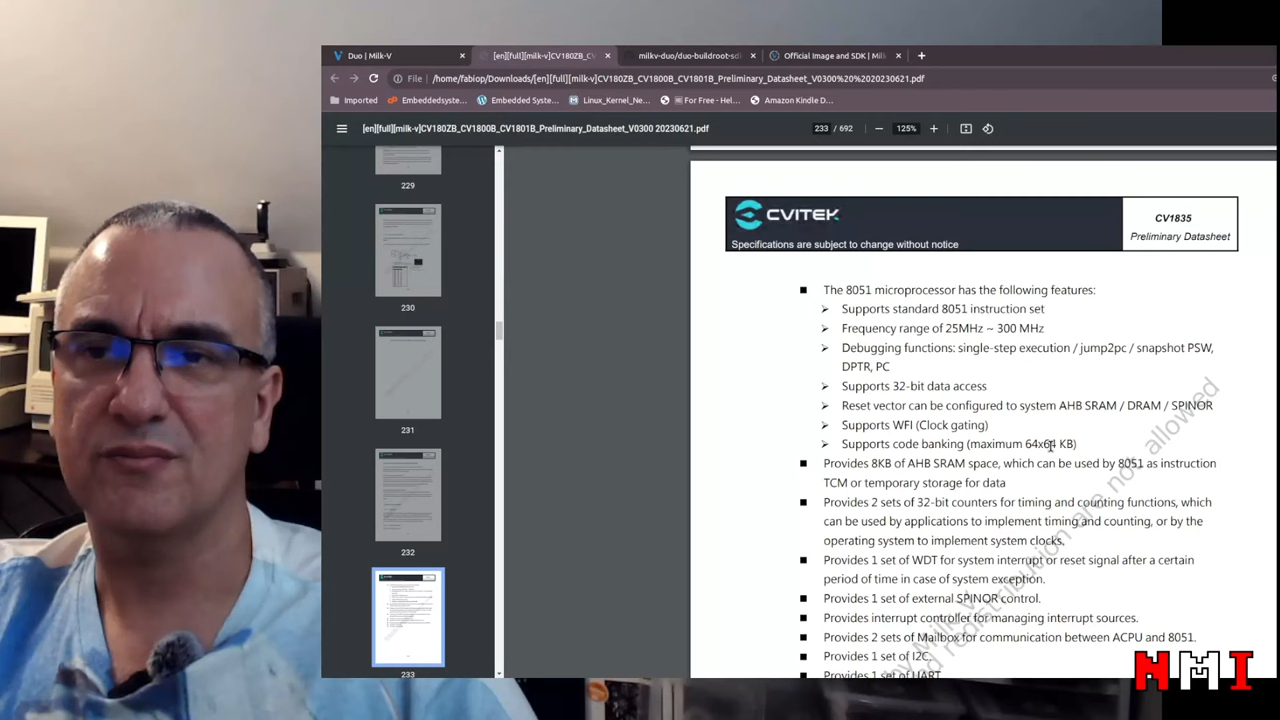 Duo | Milk-V
[en][full][milk-v]CV180ZB_CV
milkv-duo/duo-buildroot-sdk
Official Image and SDK | Milk
File | /home/fabiop/Downloads/[en][full][milk-v]CV180ZB_CV1800B_CV1801B_Preliminary_Datasheet_V0300%20%2020230621.pdf
Imported
Embeddedsyste...
Embedded Syste...
Linux_Kernel_Ne...
For Free - Hel...
Amazon Kindle D...
[en][full][milk-v]CV180ZB_CV1800B_CV1801B_Preliminary_Datasheet_V0300 20230621.pdf
233 / 692
125%
229
230
231
232
233
CVITEK
Specifications are subject to change without notice
CV1835
Preliminary Datasheet
■ The 8051 microprocessor has the following features:
➢ Supports standard 8051 instruction set
➢ Frequency range of 25MHz ~ 300 MHz
➢ Debugging functions: single-step execution / jump2pc / snapshot PSW,
DPTR, PC
➢ Supports 32-bit data access
➢ Reset vector can be configured to system AHB SRAM / DRAM / SPINOR
➢ Supports WFI (Clock gating)
➢ Supports code banking (maximum 64x64 KB)
■ Provides 8KB of AHB SRAM space, which can be used by 8051 as instruction
TCM or temporary storage for data
■ Provides 2 sets of 32-bit counters for timing and counting functions, which
can be used by applications to implement timing and counting, or by the
operating system to implement system clocks.
■ Provides 1 set of WDT for system interrupt or reset signal after a certain
period of time in case of system exception.
■ Provides 1 set of external SPINOR control.
■ Provides interrupt controller for managing interrupt sources.
■ Provides 2 sets of Mailbox for communication between ACPU and 8051.
■ Provides 1 set of I2C.
■ Provides 1 set of UART
not allowed
NMI